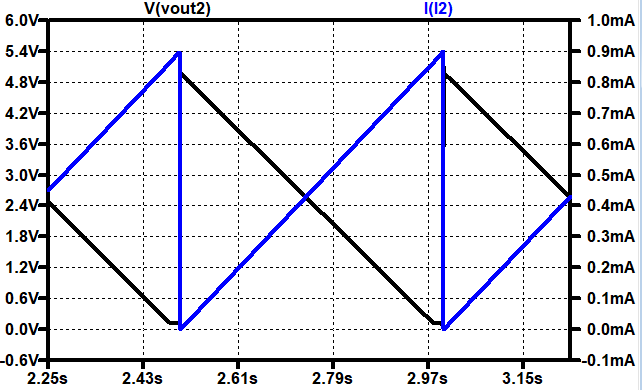 V(vout2) I(I2)
6.0V 1.0mA
5.4V 0.9mA
4.8V 0.8mA
4.2V 0.7mA
3.6V 0.6mA
3.0V 0.5mA
2.4V 0.4mA
1.8V 0.3mA
1.2V 0.2mA
0.6V 0.1mA
0.0V 0.0mA
-0.6V -0.1mA
2.25s 2.43s 2.61s 2.79s 2.97s 3.15s